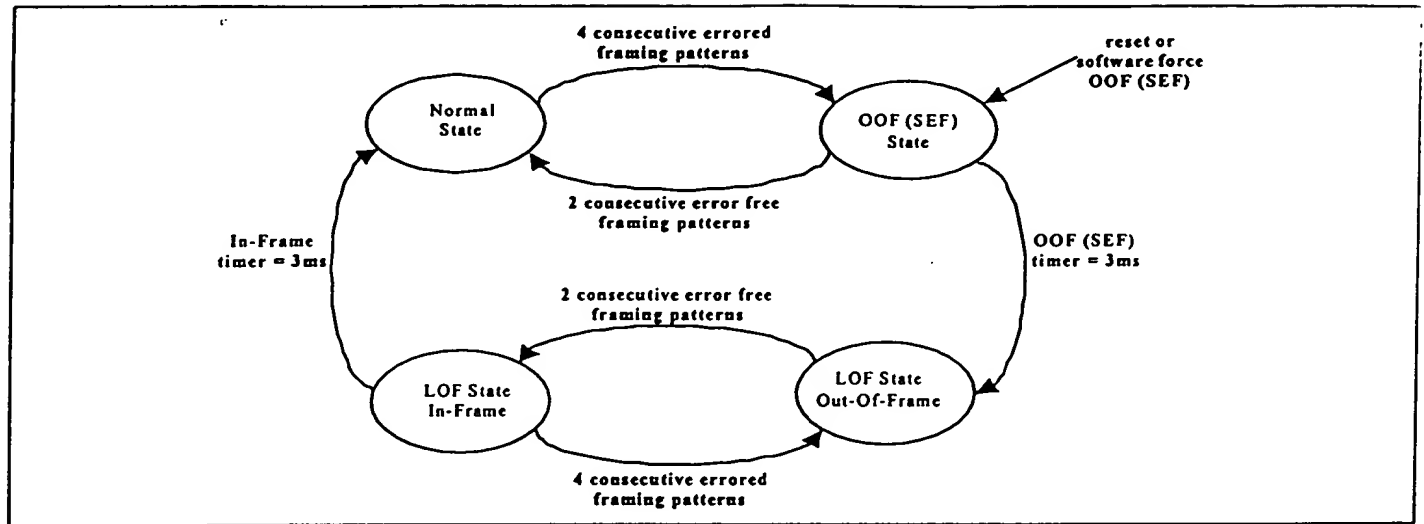 4 consecutive errored
framing patterns
reset or
software force
OOF (SEF)
Normal
State
OOF (SEF)
State
2 consecutive error free
framing patterns
In-Frame
timer = 3ms
OOF (SEF)
timer = 3ms
2 consecutive error free
framing patterns
LOF State
In-Frame
LOF State
Out-Of-Frame
4 consecutive errored
framing patterns